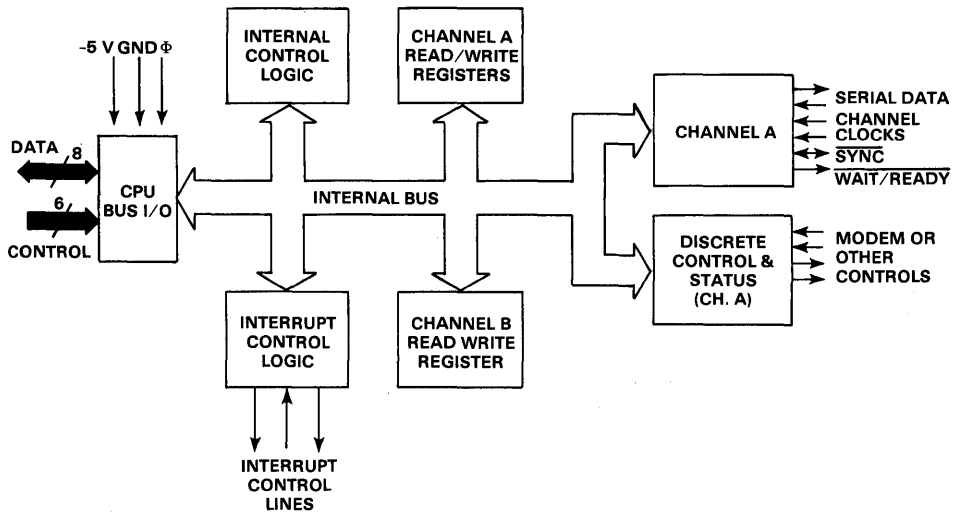 -5 V GND Φ
DATA
8
6
CONTROL
CPU
BUS I/O
INTERNAL
CONTROL
LOGIC
CHANNEL A
READ/WRITE
REGISTERS
INTERNAL BUS
INTERRUPT
CONTROL
LOGIC
INTERRUPT
CONTROL
LINES
CHANNEL B
READ WRITE
REGISTER
CHANNEL A
SERIAL DATA
CHANNEL
CLOCKS
SYNC
WAIT/READY
DISCRETE
CONTROL &
STATUS
(CH. A)
MODEM OR
OTHER
CONTROLS